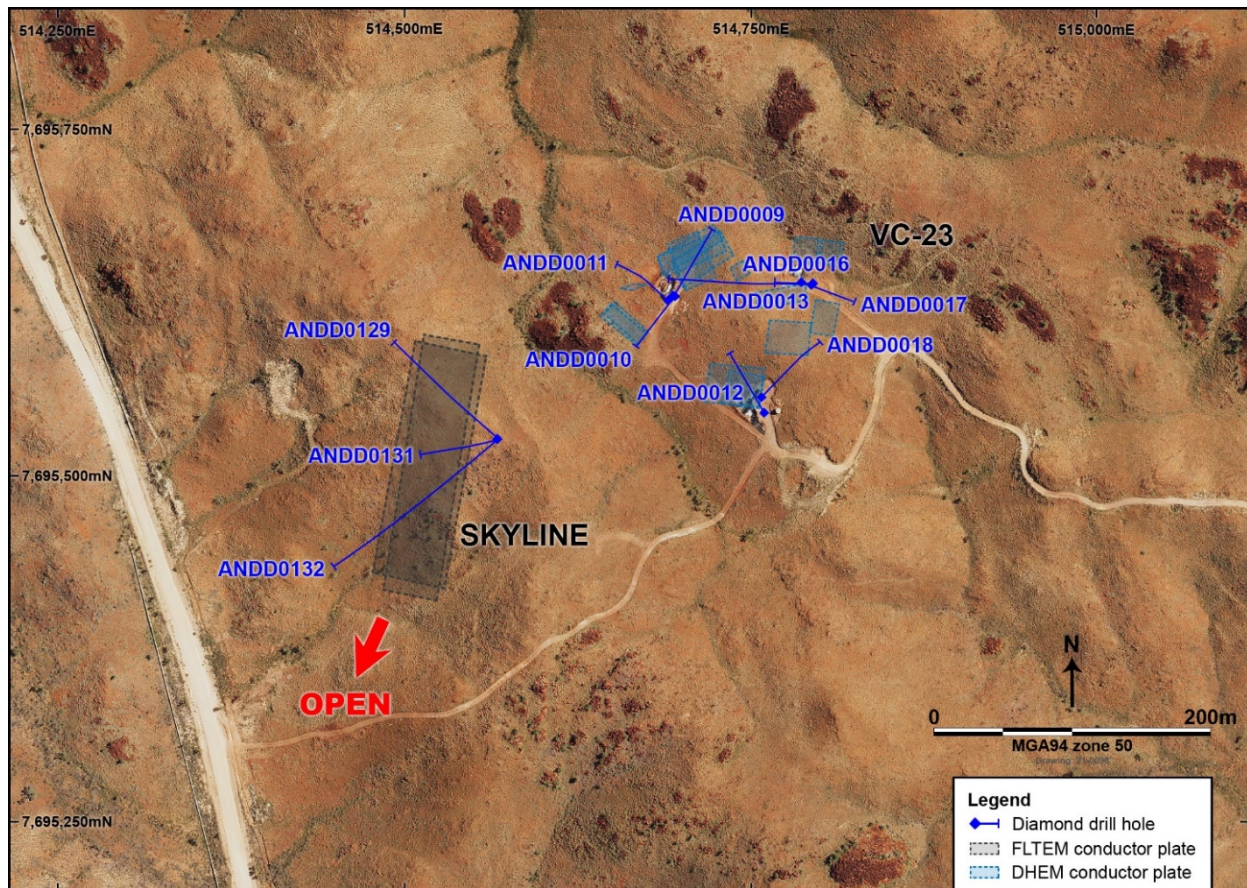 514,250mE
514,500mE
514,750mE
515,000mE
7,695,750mN
ANDD0009
VC-23
ANDD0011
ANDD0016
ANDD0013
ANDD0017
ANDD0129
ANDD0010
ANDD0018
ANDD0012
ANDD0131
7,695,500mN
SKYLINE
ANDD0132
N
OPEN
0
200m
MGA94 zone 50
7,695,250mN
Legend
Diamond drill hole
FLTEM conductor plate
DHEM conductor plate